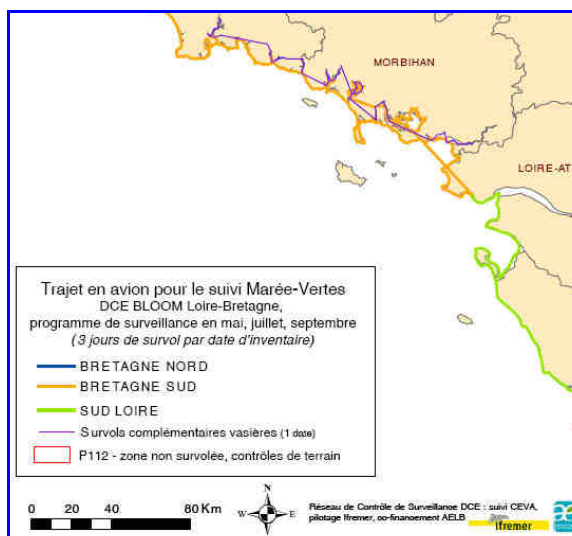 MORBIHAN
LOIRE-AT
Trajet en avion pour le suivi Marée-Vertes
DCE BLOOM Loire-Bretagne,
programme de surveillance en mai, juillet, septembre
(3 jours de survol par date d'inventaire)
BRETAGNE NORD
BRETAGNE SUD
SUD LOIRE
Survols complémentaires vasières (1 date)
P112 - zone non survolée, contrôles de terrain
0 20 40 80 Km
N
W E
S
Réseau de Contrôle de Surveillance DCE : suivi CEVA,
pilotage Ifremer, co-financement AELB
Ifremer